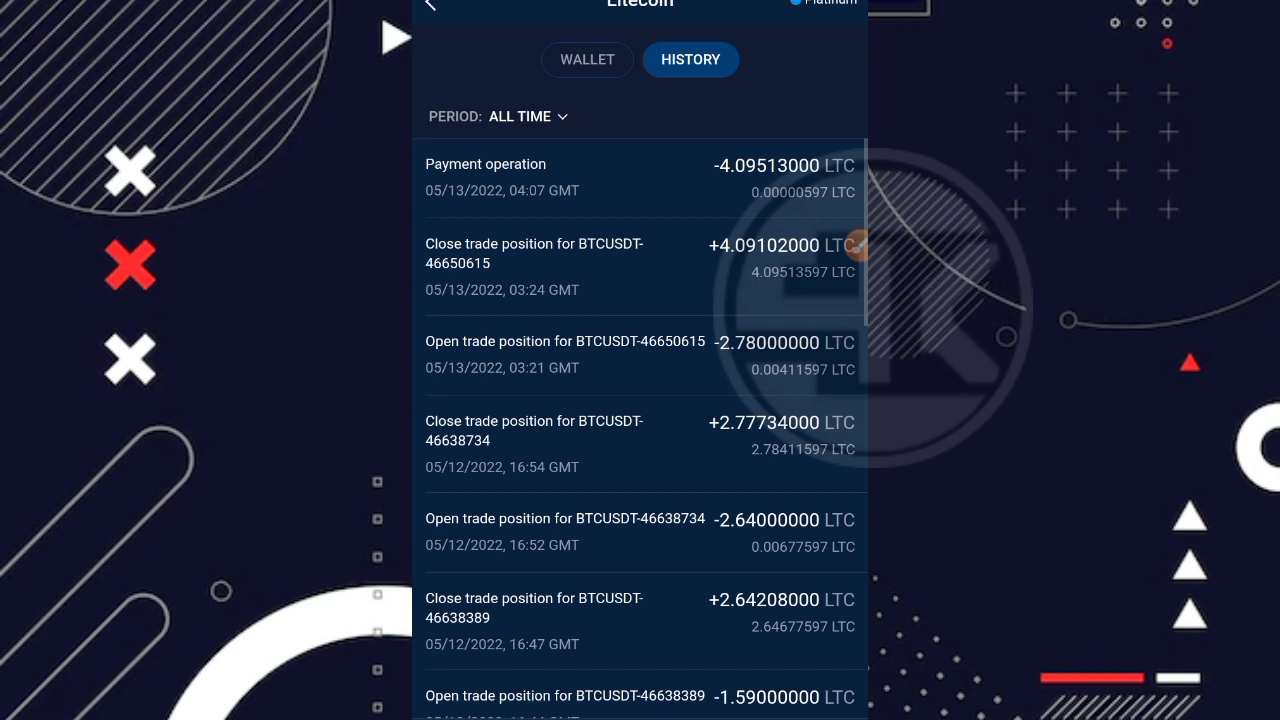 Litecoin
Platinum
WALLET
HISTORY
PERIOD: ALL TIME
Payment operation
-4.09513000 LTC
05/13/2022, 04:07 GMT
0.00000597 LTC
Close trade position for BTCUSDT-
46650615
+4.09102000 LTC
4.09513597 LTC
05/13/2022, 03:24 GMT
Open trade position for BTCUSDT-46650615
-2.78000000 LTC
05/13/2022, 03:21 GMT
0.00411597 LTC
Close trade position for BTCUSDT-
46638734
+2.77734000 LTC
2.78411597 LTC
05/12/2022, 16:54 GMT
Open trade position for BTCUSDT-46638734
-2.64000000 LTC
05/12/2022, 16:52 GMT
0.00677597 LTC
Close trade position for BTCUSDT-
46638389
+2.64208000 LTC
2.64677597 LTC
05/12/2022, 16:47 GMT
Open trade position for BTCUSDT-46638389
-1.59000000 LTC